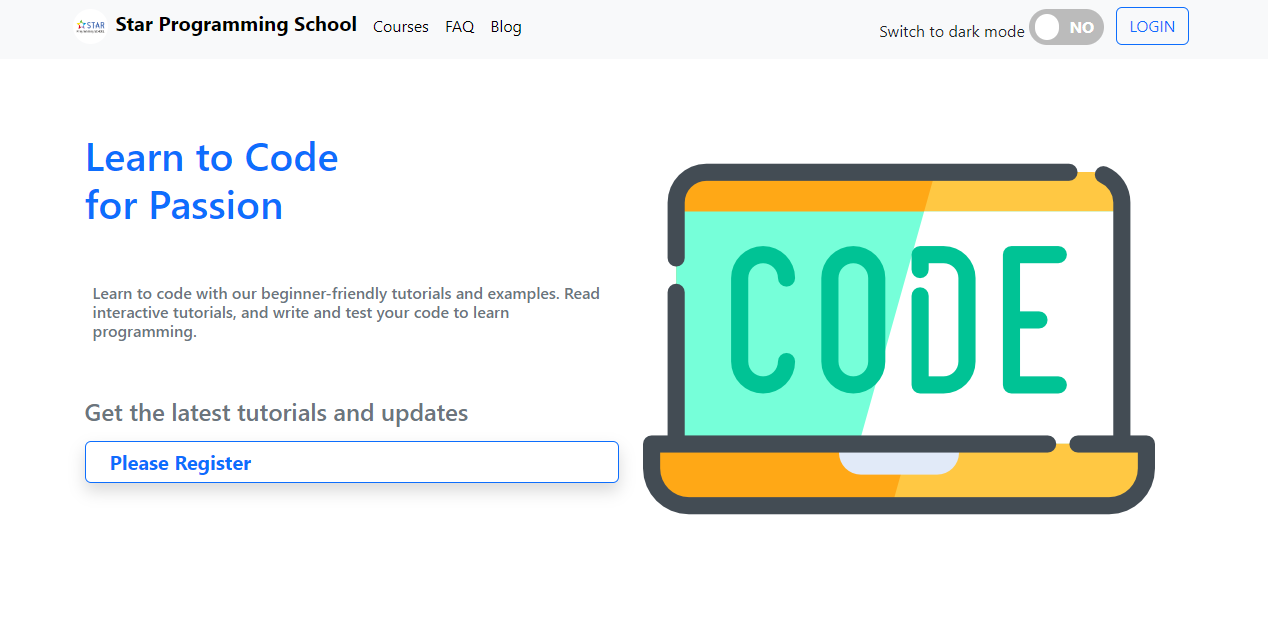 STAR
Star Programming School
Courses
FAQ
Blog
Switch to dark mode
NO
LOGIN
Learn to Code
for Passion
Learn to code with our beginner-friendly tutorials and examples. Read
interactive tutorials, and write and test your code to learn
programming.
Get the latest tutorials and updates
Please Register
CODE